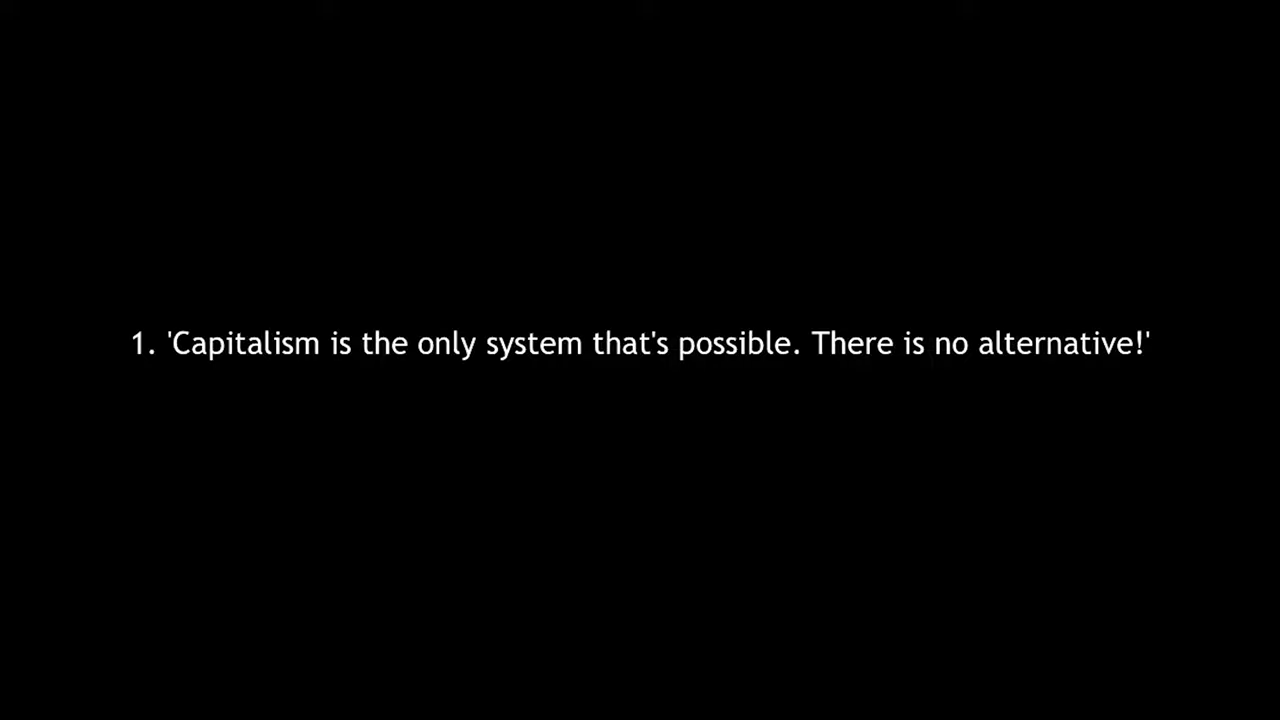 1. 'Capitalism is the only system that's possible. There is no alternative!'